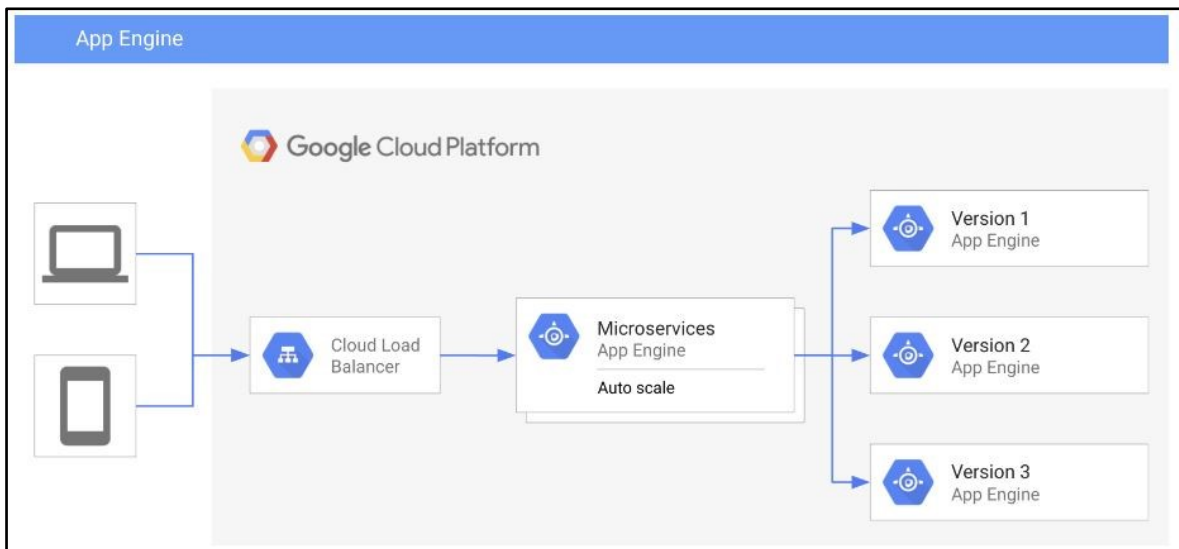 App Engine
Google Cloud Platform
Cloud Load
Balancer
Microservices
App Engine
Auto scale
Version 1
App Engine
Version 2
App Engine
Version 3
App Engine